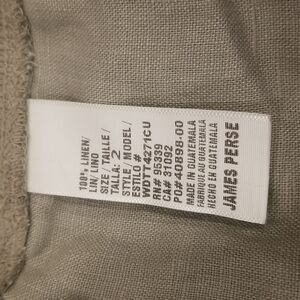 100% LINEN/
LIN/ LINO
SIZE / TAILLE /
TALLA: 2
STYLE, MODEL /
ESTILO #
WDTT4271CU
RN# 95339
CA# 31092
PO#40898-00
MADE IN GUATEMALA
FABRIQUE AU GUATEMALA
HECHO EN GUATEMALA
JAMES PERSE